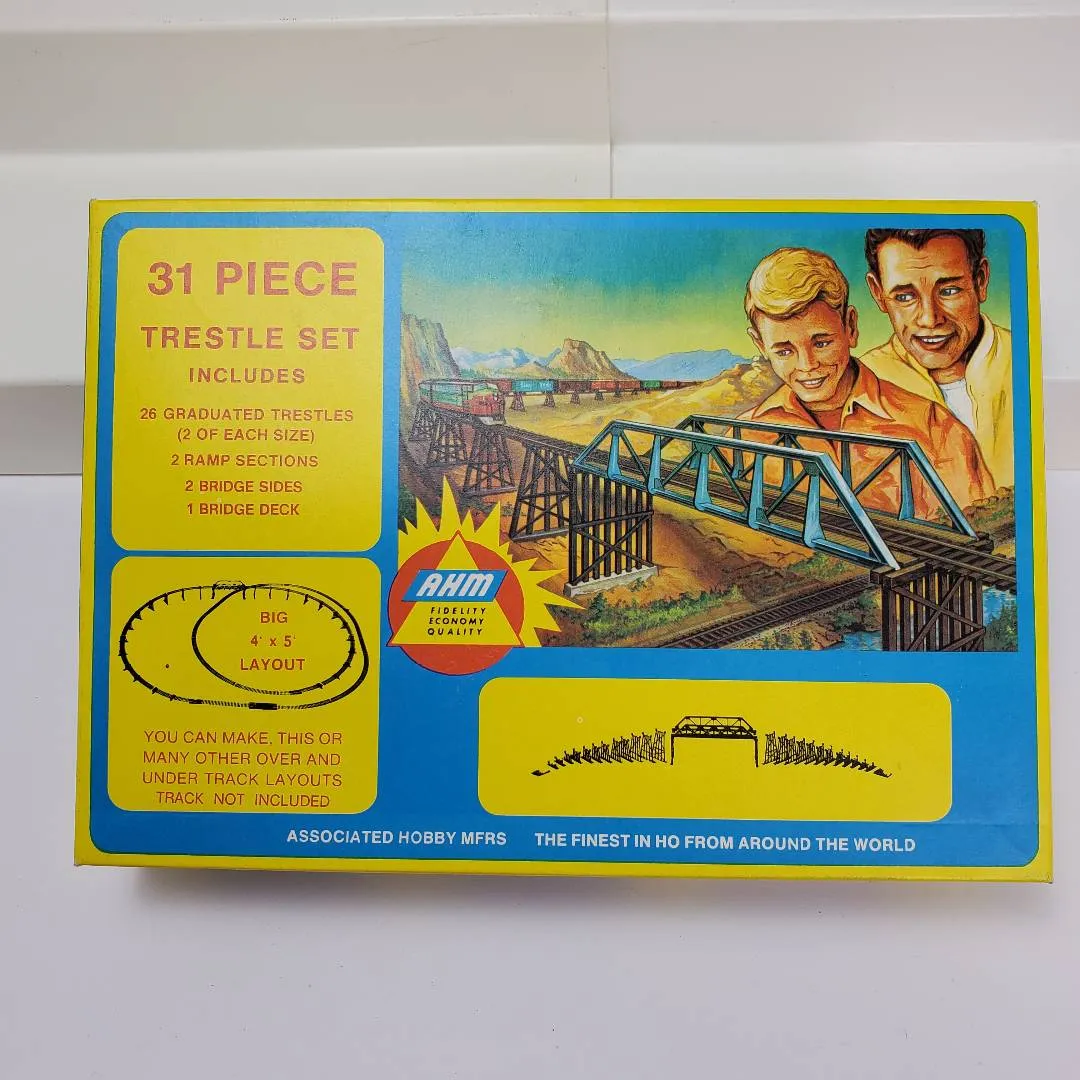 31 PIECE
TRESTLE SET
INCLUDES
26 GRADUATED TRESTLES
(2 OF EACH SIZE)
2 RAMP SECTIONS
2 BRIDGE SIDES
1 BRIDGE DECK
AHM
FIDELITY
ECONOMY
QUALITY
BIG
4' x 5'
LAYOUT
YOU CAN MAKE, THIS OR
MANY OTHER OVER AND
UNDER TRACK LAYOUTS
TRACK NOT INCLUDED
ASSOCIATED HOBBY MFRS THE FINEST IN HO FROM AROUND THE WORLD